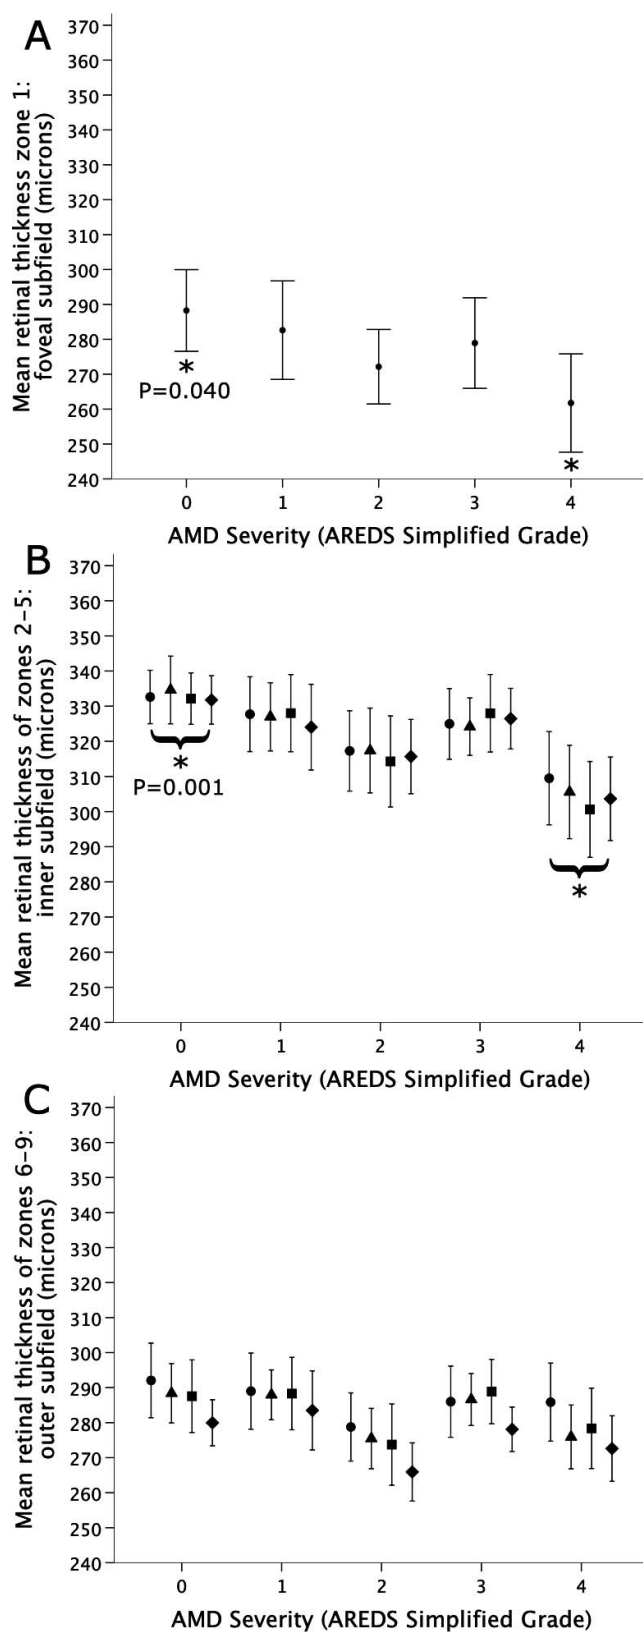 A
Mean retinal thickness zone 1:
foveal subfield (microns)
370
360
350
340
330
320
310
300
290
280
270
260
250
240
*
P=0.040
*
0 1 2 3 4
AMD Severity (AREDS Simplified Grade)
B
Mean retinal thickness of zones 2-5:
inner subfield (microns)
370
360
350
340
330
320
310
300
290
280
270
260
250
240
*
P=0.001
*
0 1 2 3 4
AMD Severity (AREDS Simplified Grade)
C
Mean retinal thickness of zones 6-9:
outer subfield (microns)
370
360
350
340
330
320
310
300
290
280
270
260
250
240
0 1 2 3 4
AMD Severity (AREDS Simplified Grade)